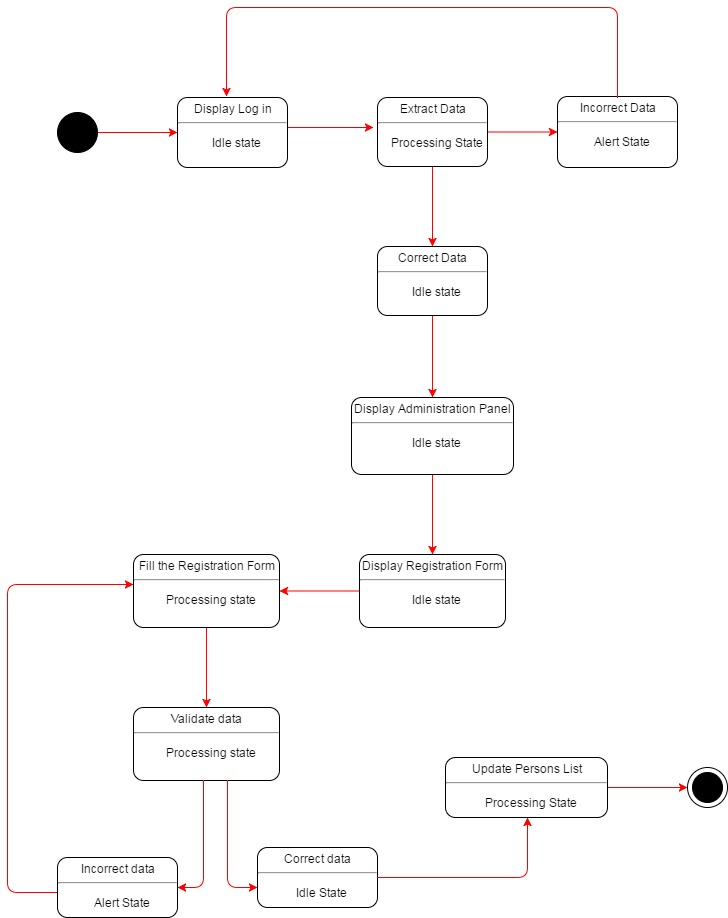 Display Log in
Idle state
Extract Data
Processing State
Incorrect Data
Alert State
Correct Data
Idle state
Display Administration Panel
Idle state
Fill the Registration Form
Processing state
Display Registration Form
Idle state
Validate data
Processing state
Update Persons List
Processing State
Incorrect data
Alert State
Correct data
Idle State